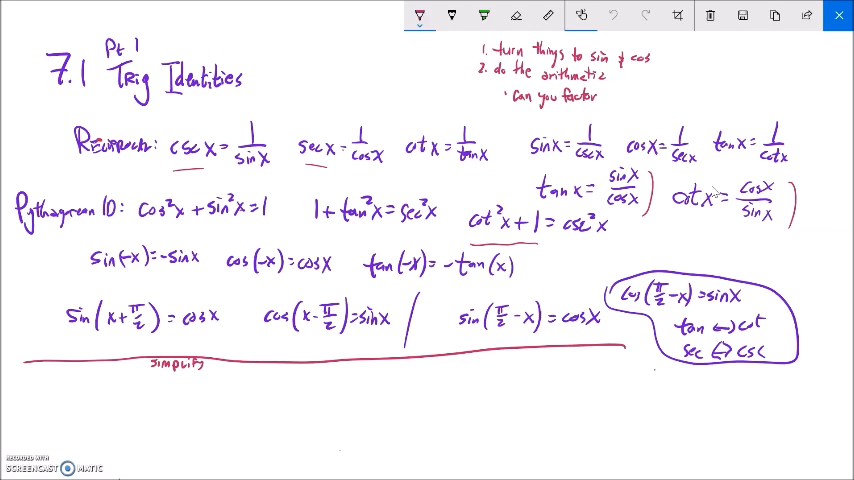 Pt 1
7.1 Trig Identities
1. turn things to sin & cos
2. do the arithmetic
· can you factor
Reciprocal: csc x = 1/sin x sec x = 1/cos x cot x = 1/tan x sin x = 1/csc x cos x = 1/sec x tan x = 1/cot x
tan x = sin x/cos x cot x = cos x/sin x
Pythagorean ID: cos²x + sin²x = 1 1 + tan²x = sec²x cot²x + 1 = csc²x
sin(-x) = -sin x cos(-x) = cos x tan(-x) = -tan(x)
sin(x + π/2) = cos x cos(x - π/2) = sin x sin(π/2 - x) = cos x
cos(π/2 - x) = sin x
tan ↔ cot
sec ↔ csc
simplify
RECORDED WITH
SCREENCAST MATIC